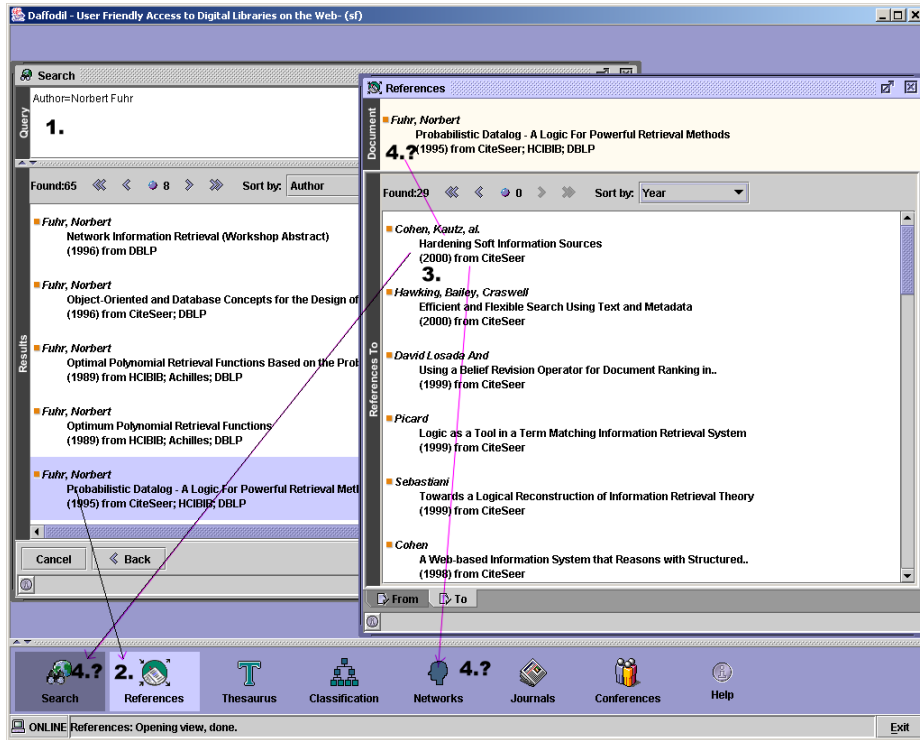 Daffodil - User Friendly Access to Digital Libraries on the Web- (sf)
Search
Query
Author=Norbert Fuhr
1.
Found:65
8
Sort by: Author
Results
Fuhr, Norbert
Network Information Retrieval (Workshop Abstract)
(1996) from DBLP
Fuhr, Norbert
Object-Oriented and Database Concepts for the Design of
(1996) from CiteSeer; DBLP
Fuhr, Norbert
Optimal Polynomial Retrieval Functions Based on the Prob
(1989) from HCIBIB; Achilles; DBLP
Fuhr, Norbert
Optimum Polynomial Retrieval Functions
(1989) from HCIBIB; Achilles; DBLP
Fuhr, Norbert
Probabilistic Datalog - A Logic For Powerful Retrieval Met
(1995) from CiteSeer; HCIBIB; DBLP
Cancel
Back
References
Document
Fuhr, Norbert
Probabilistic Datalog - A Logic For Powerful Retrieval Methods
4.? (1995) from CiteSeer; HCIBIB; DBLP
Found:29
0
Sort by: Year
References To
Cohen, Kautz, al.
Hardening Soft Information Sources
(2000) from CiteSeer
3.
Hawking, Bailey, Craswell
Efficient and Flexible Search Using Text and Metadata
(2000) from CiteSeer
David Losada And
Using a Belief Revision Operator for Document Ranking in..
(1999) from CiteSeer
Picard
Logic as a Tool in a Term Matching Information Retrieval System
(1999) from CiteSeer
Sebastiani
Towards a Logical Reconstruction of Information Retrieval Theory
(1999) from CiteSeer
Cohen
A Web-based Information System that Reasons with Structured..
(1998) from CiteSeer
From
To
4.?
2.
4.?
Search
References
Thesaurus
Classification
Networks
Journals
Conferences
Help
ONLINE
References: Opening view, done.
Exit